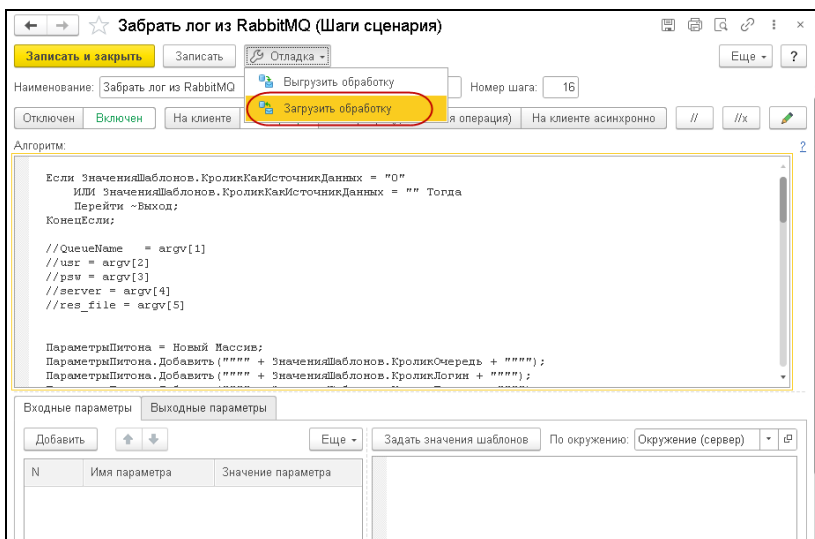 Забрать лог из RabbitMQ (Шаги сценария)
Записать и закрыть Записать Отладка Еще ?
Выгрузить обработку
Наименование: Забрать лог из RabbitMQ Номер шага: 16
Загрузить обработку
Отключен Включен На клиенте я операция) На клиенте асинхронно // //x
Алгоритм: ?
Если ЗначенияШаблонов.КроликКакИсточникДанных = "0"
ИЛИ ЗначенияШаблонов.КроликКакИсточникДанных = "" Тогда
Перейти ~Выход;
КонецЕсли;
//QueueName = argv[1]
//usr = argv[2]
//psw = argv[3]
//server = argv[4]
//res_file = argv[5]
ПараметрыПитона = Новый Массив;
ПараметрыПитона.Добавить("""" + ЗначенияШаблонов.КроликОчередь + """");
ПараметрыПитона.Добавить("""" + ЗначенияШаблонов.КроликЛогин + """");
Входные параметры Выходные параметры
Добавить Еще Задать значения шаблонов По окружению: Окружение (сервер)
N Имя параметра Значение параметра